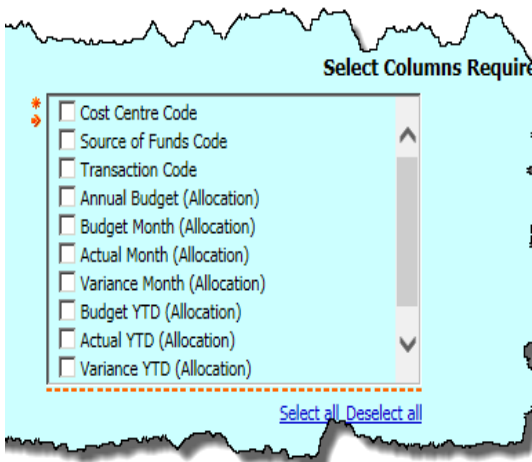 Select Columns Require
Cost Centre Code
Source of Funds Code
Transaction Code
Annual Budget (Allocation)
Budget Month (Allocation)
Actual Month (Allocation)
Variance Month (Allocation)
Budget YTD (Allocation)
Actual YTD (Allocation)
Variance YTD (Allocation)
Select all Deselect all